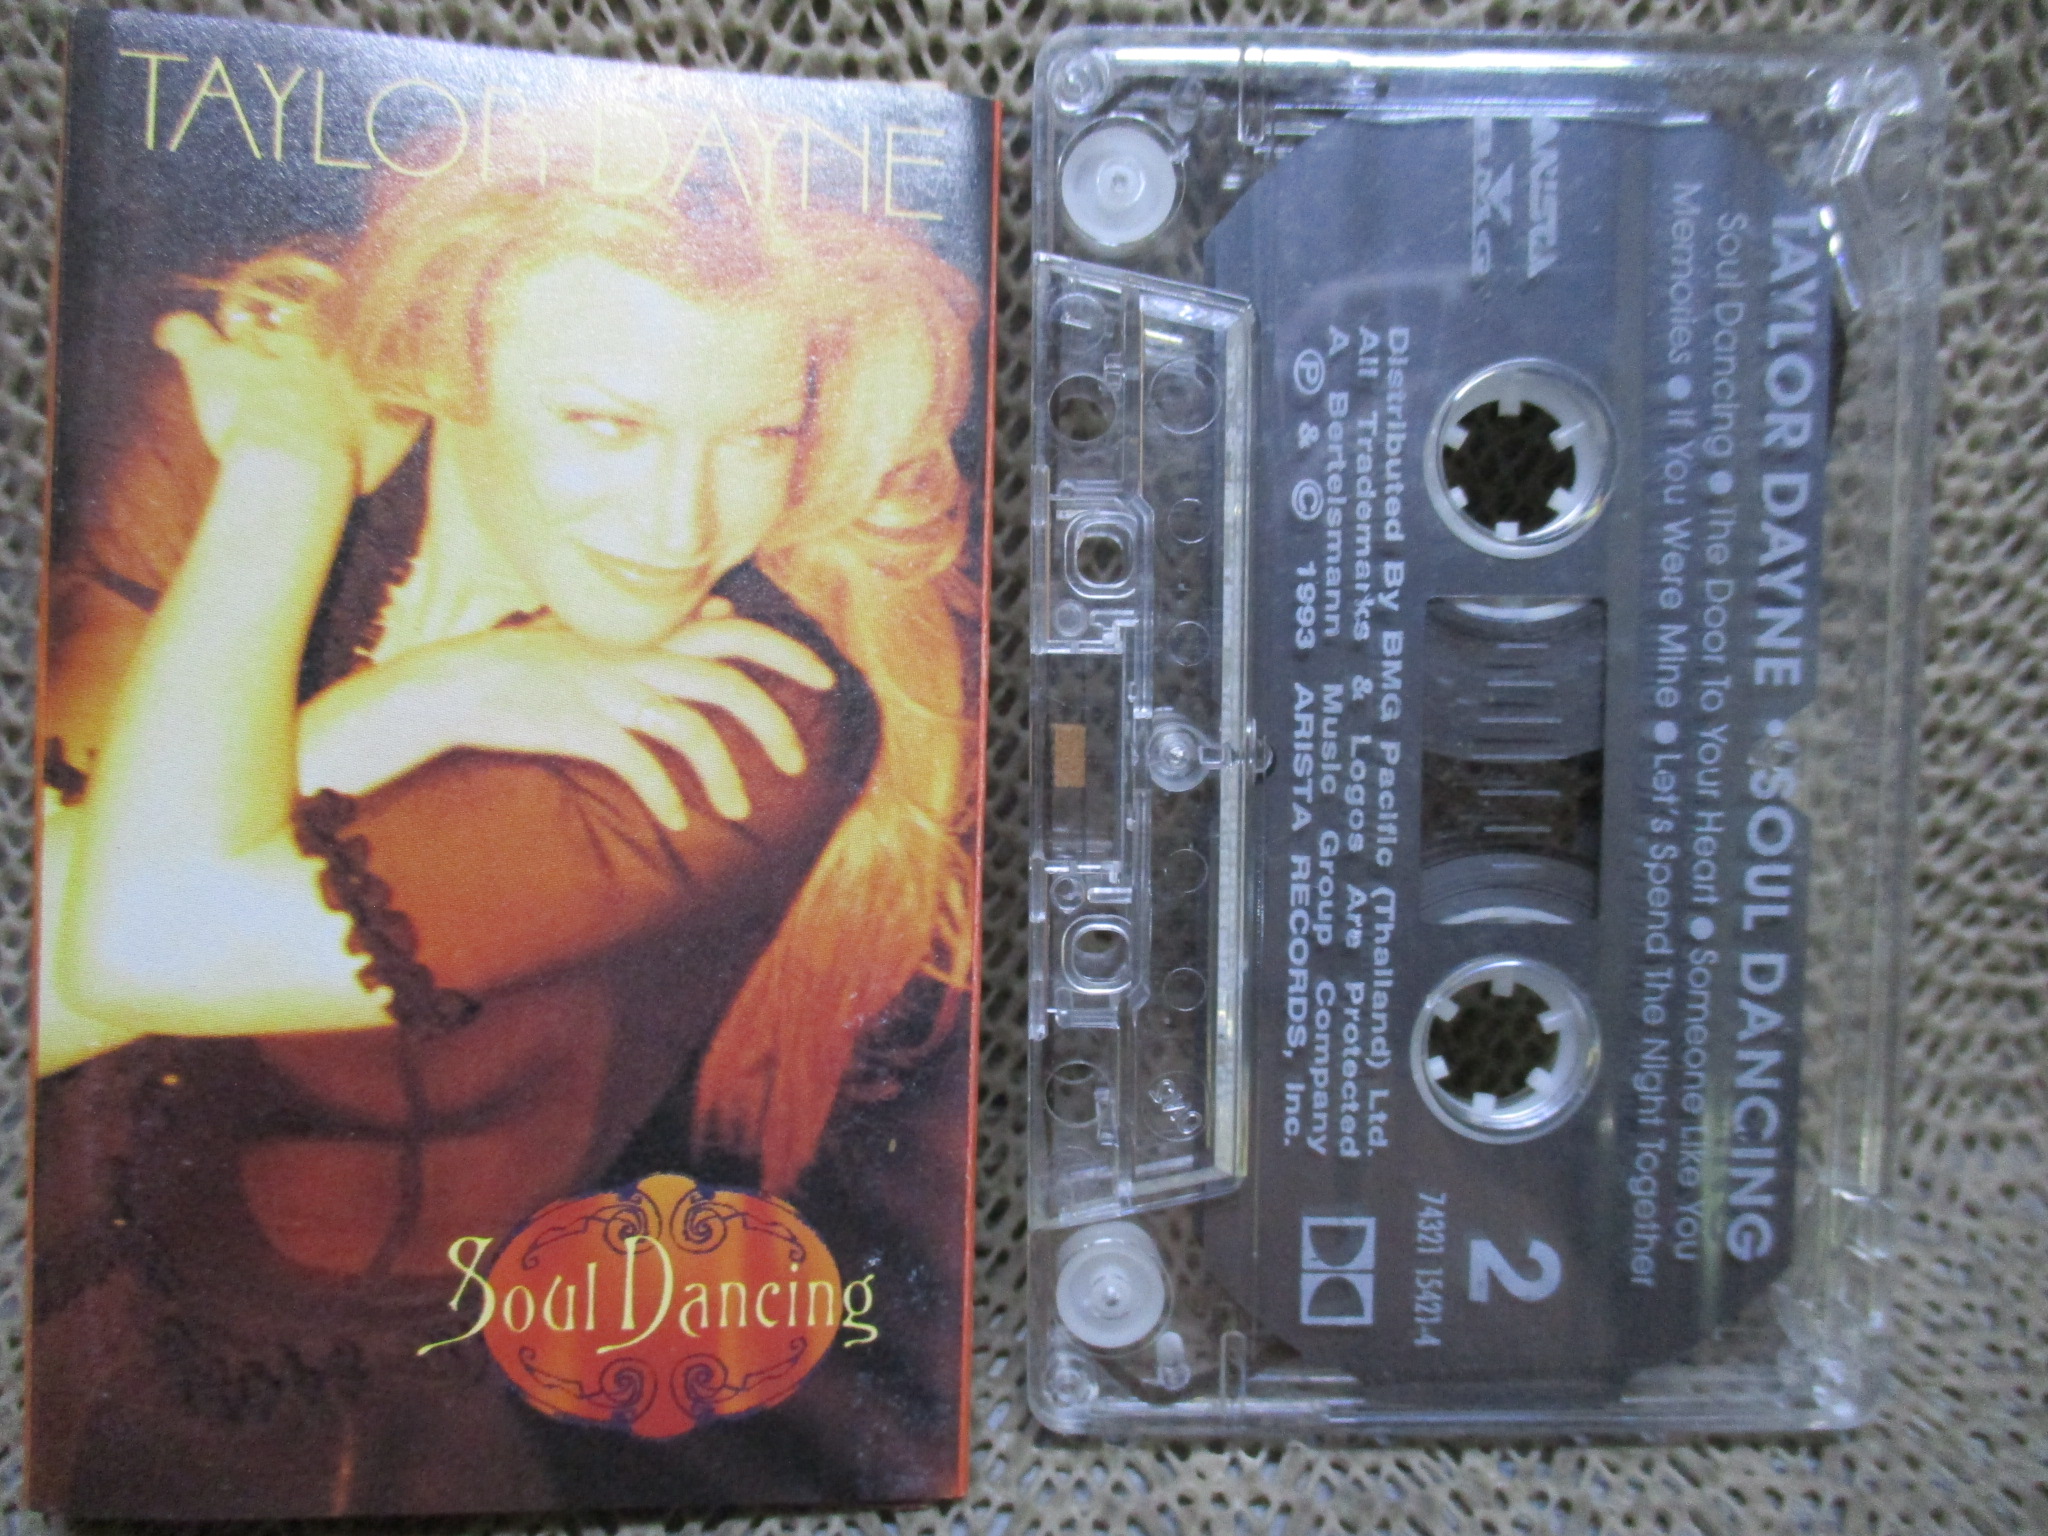 TAYLOR DAYNE
Soul Dancing
TAYLOR DAYNE • SOUL DANCING
Soul Dancing • The Door To Your Heart • Someone Like You
Memories • If You Were Mine • Let's Spend The Night Together
ARISTA
BMG
2
74321 15421-4
Distributed By BMG Pacific (Thailand) Ltd.
All Trademarks & Logos Are Protected
A Bertelsmann Music Group Company
Ⓟ & © 1993 ARISTA RECORDS, Inc.